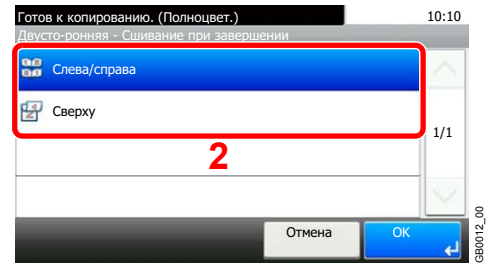 Готов к копированию. (Полноцвет.) 10:10
Двусто-ронняя - Сшивание при завершении
Слева/справа
Сверху
1/1
2
Отмена OK
GB0012_00